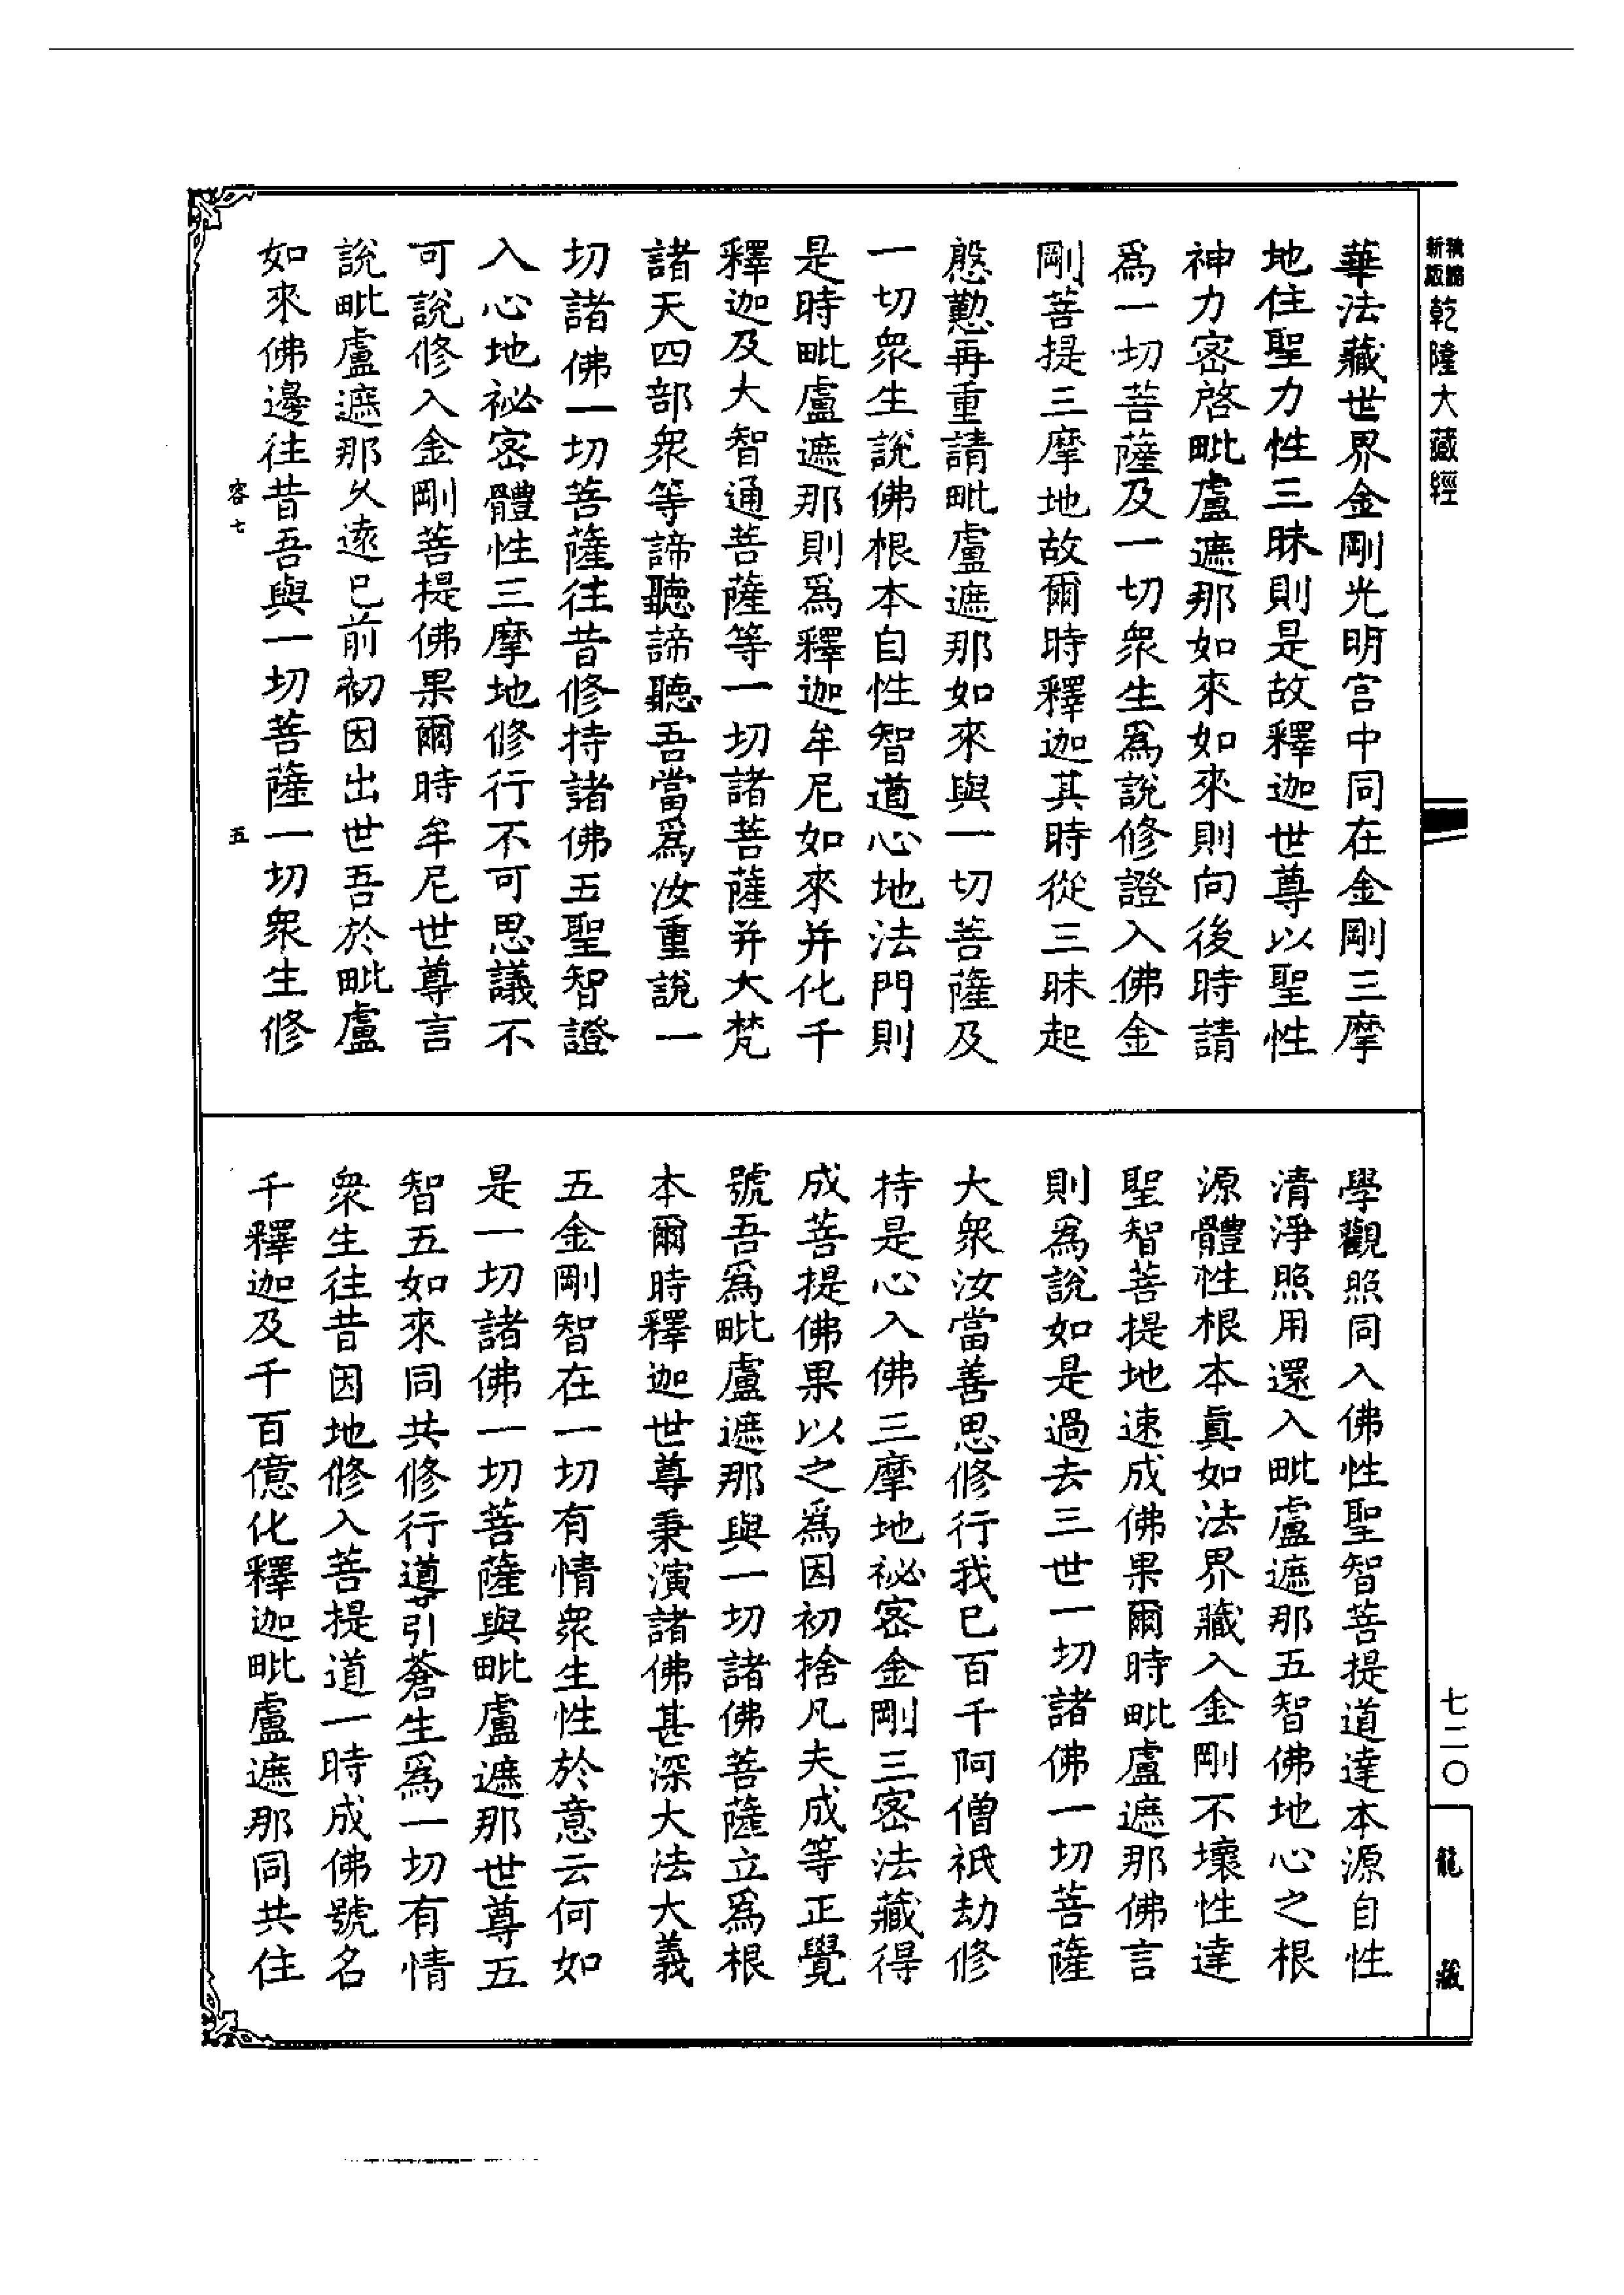 新版
乾隆大藏經
華法藏世界金剛光明宮中同在金剛三摩
地住聖力性三昧則是故釋迦世尊以聖性
神力密啓毗盧遮那如來如來則向後時請
爲一切菩薩及一切衆生爲說修證入佛金
剛菩提三摩地故爾時釋迦其時從三昧起
慇懃再重請毗盧遮那如來與一切菩薩及
一切衆生說佛根本自性智道心地法門則
是時毗盧遮那則爲釋迦牟尼如來并化千
釋迦及大智通菩薩等一切諸菩薩并大梵
諸天四部衆等諦聽諦聽吾當爲汝重說一
切諸佛一切菩薩往昔修持諸佛五聖智證
入心地祕密體性三摩地修行不可思議不
可說修入金剛菩提佛果爾時牟尼世尊言
說毗盧遮那久遠已前初因出世吾於毗盧
如來佛邊往昔吾與一切菩薩一切衆生修
容七
五
學觀照同入佛性聖智菩提道達本源自性
清淨照用還入毗盧遮那五智佛地心之根
源體性根本眞如法界藏入金剛不壞性達
聖智菩提地速成佛果爾時毗盧遮那佛言
則爲說如是過去三世一切諸佛一切菩薩
大衆汝當善思修行我已百千阿僧祇劫修
持是心入佛三摩地祕密金剛三密法藏得
成菩提佛果以之爲因初捨凡夫成等正覺
號吾爲毗盧遮那與一切諸佛菩薩立爲根
本爾時釋迦世尊秉演諸佛甚深大法大義
五金剛智在一切有情衆生性於意云何如
是一切諸佛一切菩薩與毗盧遮那世尊五
智五如來同共修行導引蒼生爲一切有情
衆生往昔因地修入菩提道一時成佛號名
千釋迦及千百億化釋迦毗盧遮那同共住
七二〇
龍藏